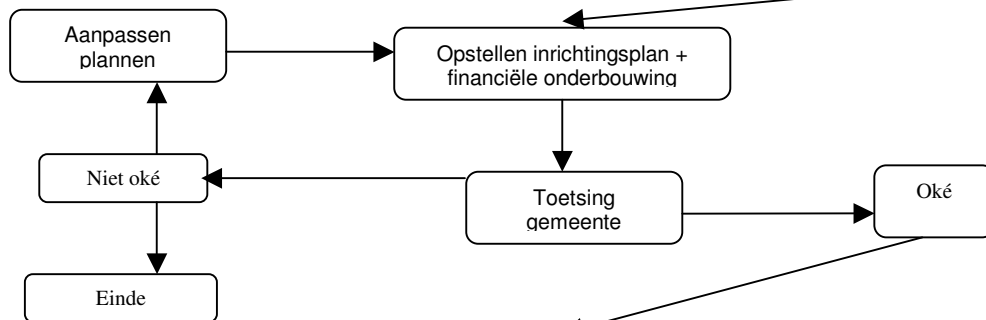 Aanpassen
plannen
Opstellen inrichtingsplan +
financiële onderbouwing
Niet oké
Toetsing
gemeente
Oké
Einde